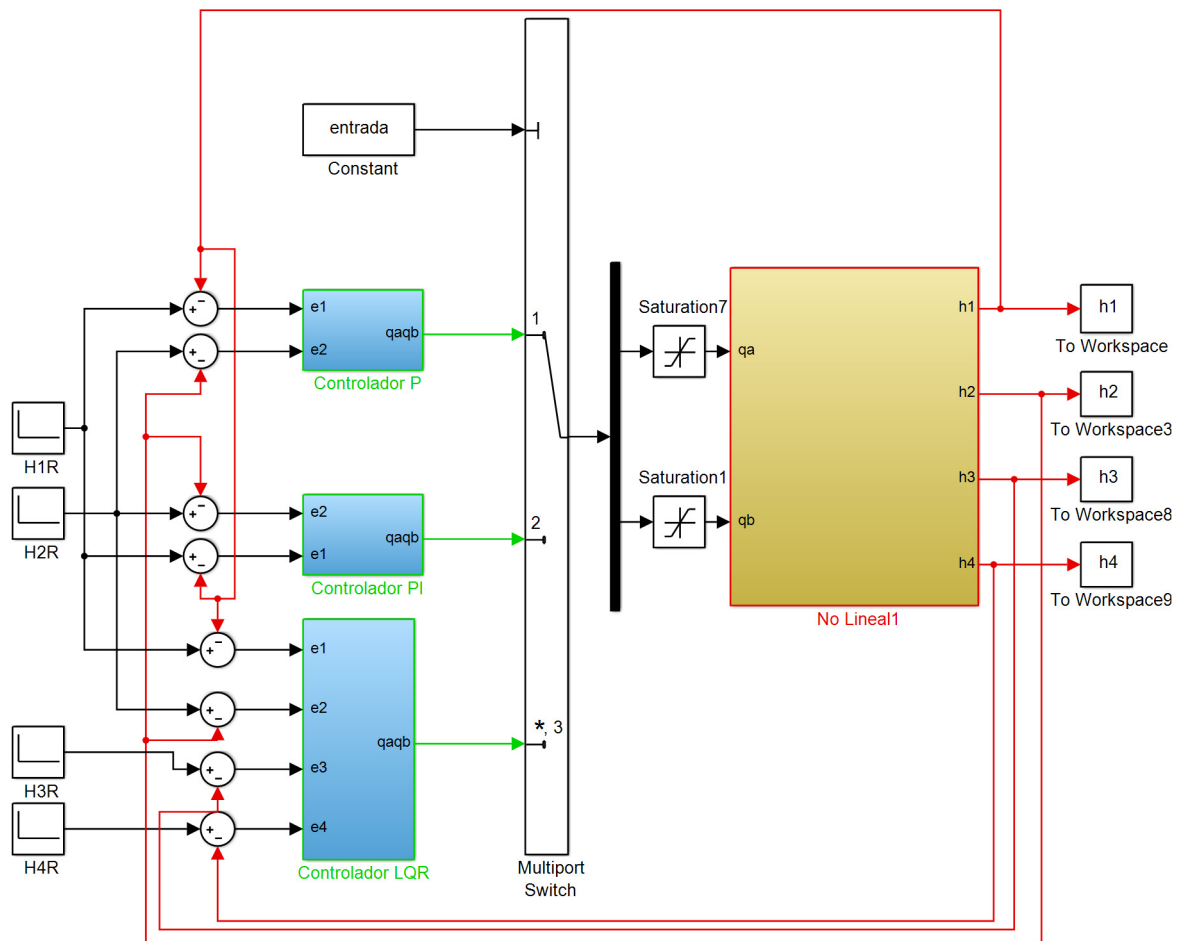 entrada
Constant
e1
e2
qaqb
Controlador P
1
H1R
H2R
e2
e1
qaqb
Controlador PI
2
e1
e2
e3
e4
qaqb
Controlador LQR
*, 3
H3R
H4R
Multiport
Switch
Saturation7
Saturation1
qa
qb
h1
h2
h3
h4
No Lineal1
h1
To Workspace
h2
To Workspace3
h3
To Workspace8
h4
To Workspace9